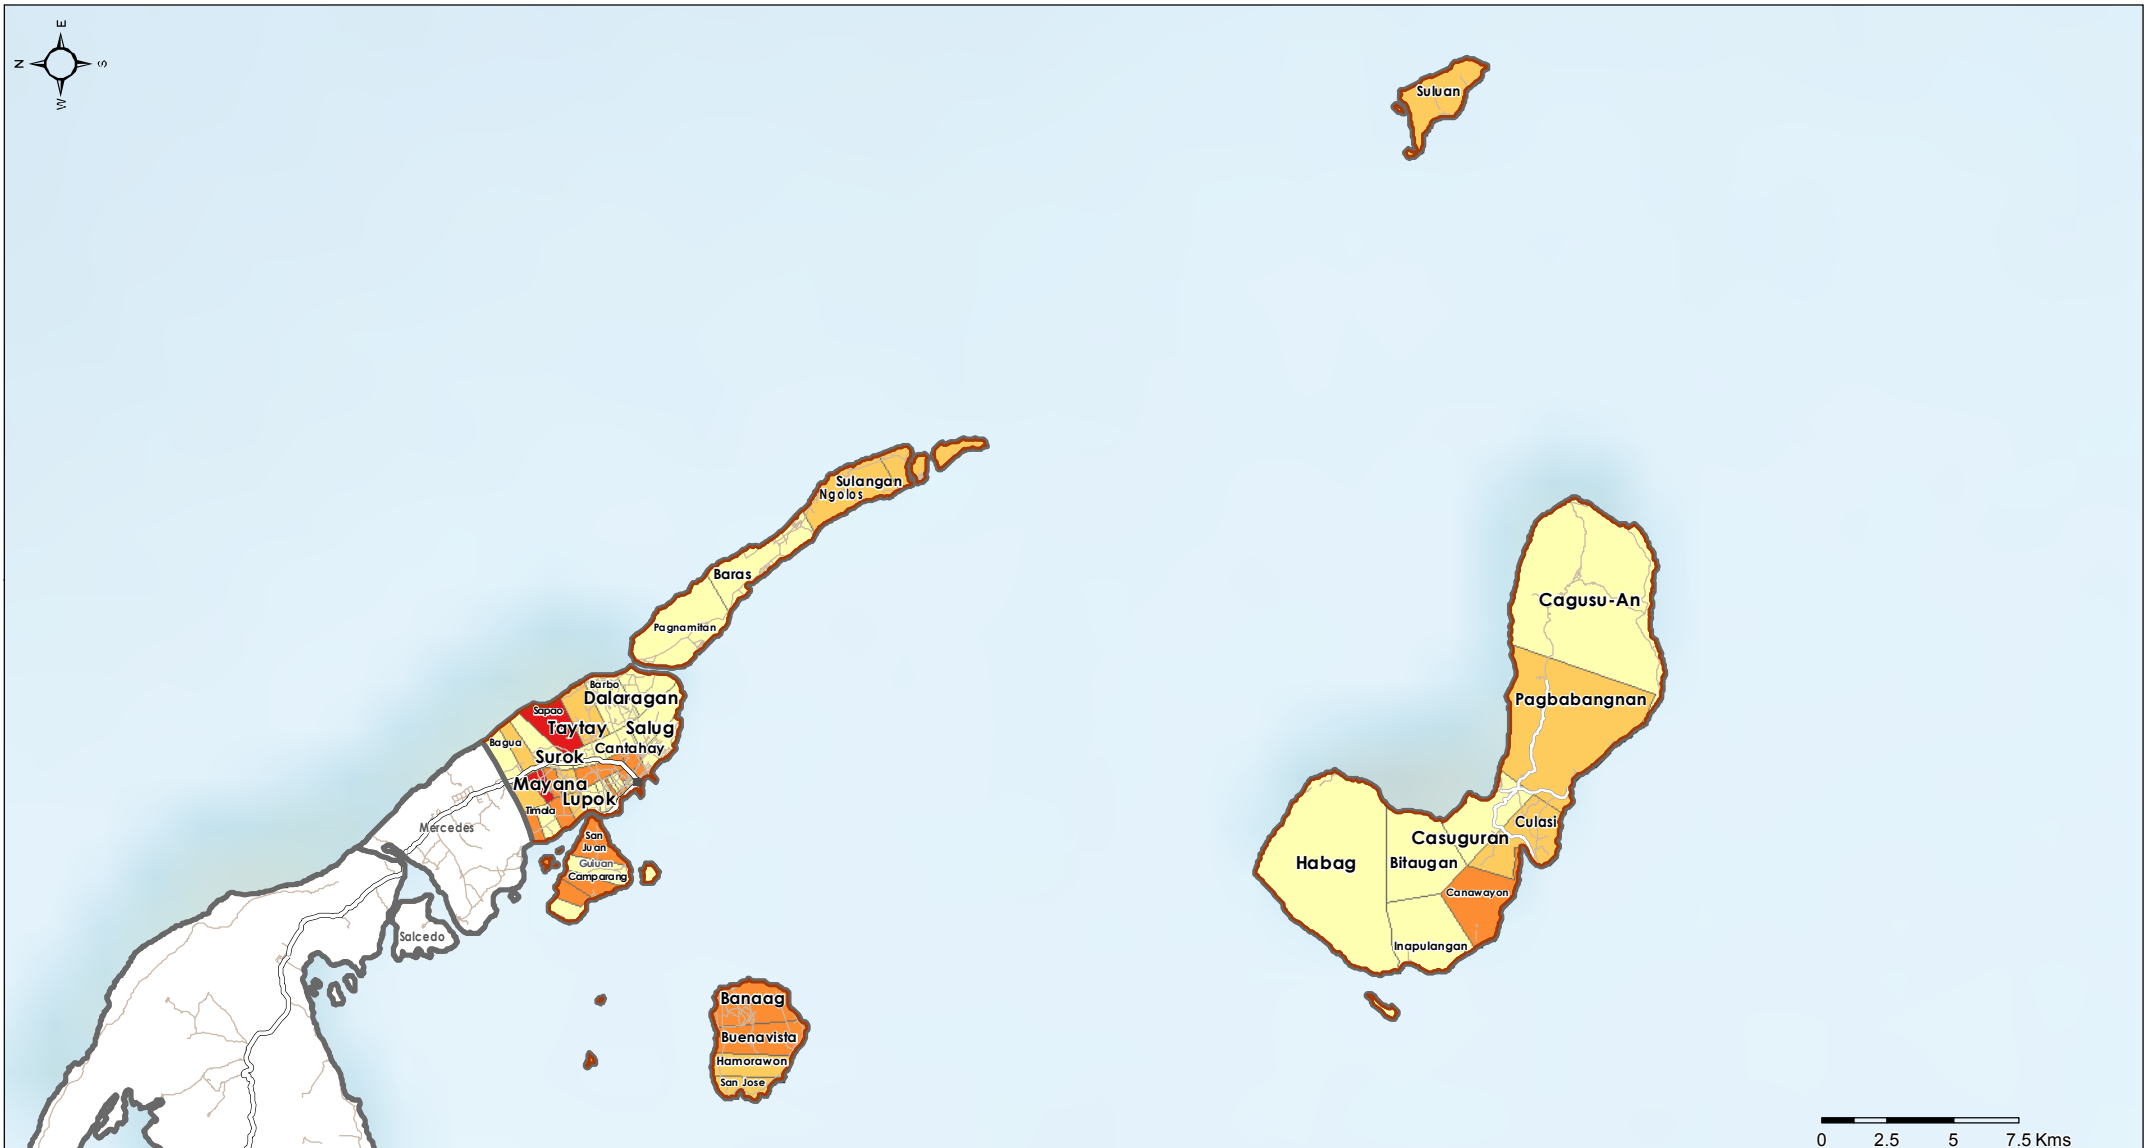 E
N
S
W
Suluan
Sulangan
Ngolos
Baras
Pagnamitan
Cagusu-An
Pagbabangnan
Barbo
Dalaragan
Sapao
Taytay
Salug
Bagua
Cantahay
Surok
Mayana
Lupok
Timala
Mercedes
San
Juan
Guiuan
Camparang
Culasi
Casuguran
Habag
Bitaugan
Canawayon
Inapulangan
Salcedo
Banaag
Buenavista
Hamorawon
San Jose
0 2.5 5 7.5 Kms